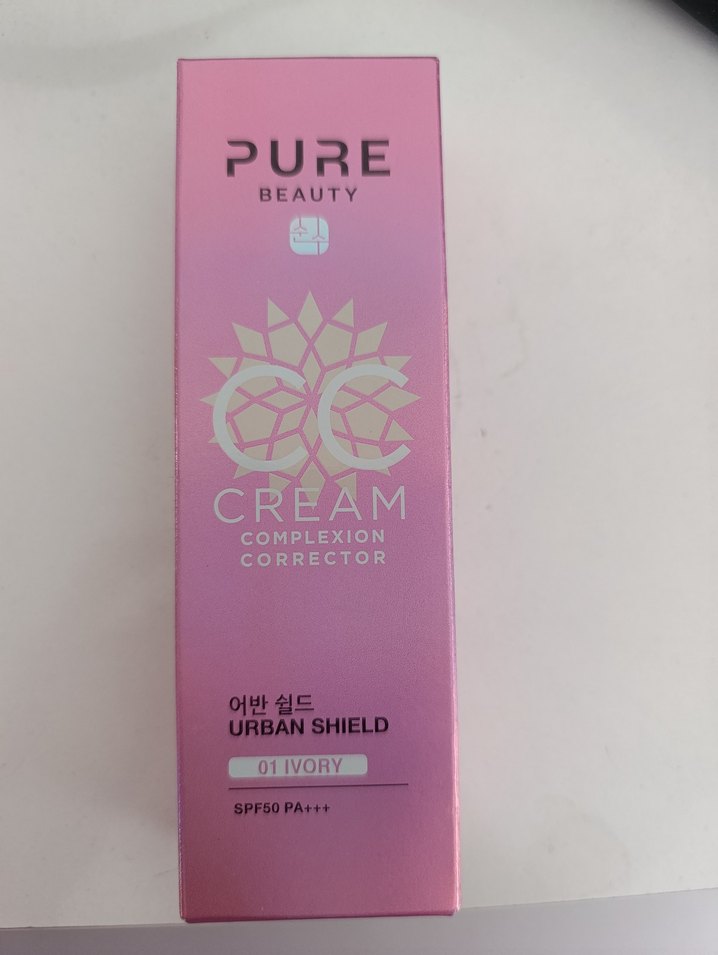 PURE
BEAUTY
순수
CC
CREAM
COMPLEXION
CORRECTOR
어반 쉴드
URBAN SHIELD
01 IVORY
SPF50 PA+++